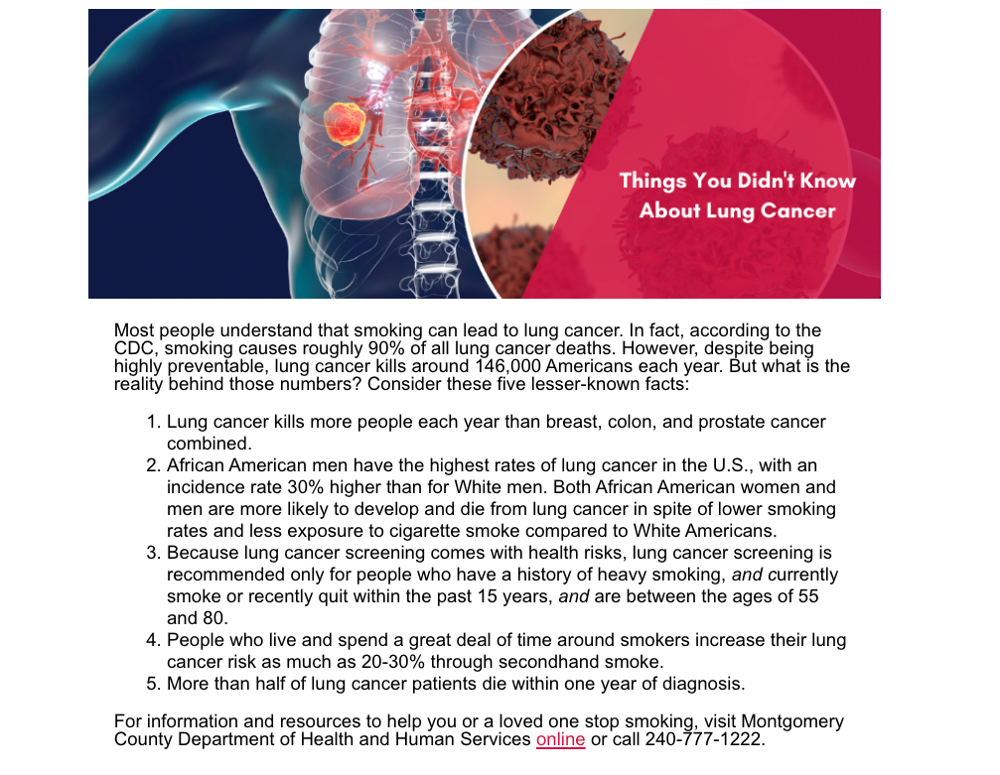 Things You Didn't Know
About Lung Cancer
Most people understand that smoking can lead to lung cancer. In fact, according to the
CDC, smoking causes roughly 90% of all lung cancer deaths. However, despite being
highly preventable, lung cancer kills around 146,000 Americans each year. But what is the
reality behind those numbers? Consider these five lesser-known facts:
1. Lung cancer kills more people each year than breast, colon, and prostate cancer
combined.
2. African American men have the highest rates of lung cancer in the U.S., with an
incidence rate 30% higher than for White men. Both African American women and
men are more likely to develop and die from lung cancer in spite of lower smoking
rates and less exposure to cigarette smoke compared to White Americans.
3. Because lung cancer screening comes with health risks, lung cancer screening is
recommended only for people who have a history of heavy smoking, and currently
smoke or recently quit within the past 15 years, and are between the ages of 55
and 80.
4. People who live and spend a great deal of time around smokers increase their lung
cancer risk as much as 20-30% through secondhand smoke.
5. More than half of lung cancer patients die within one year of diagnosis.
For information and resources to help you or a loved one stop smoking, visit Montgomery
County Department of Health and Human Services online or call 240-777-1222.